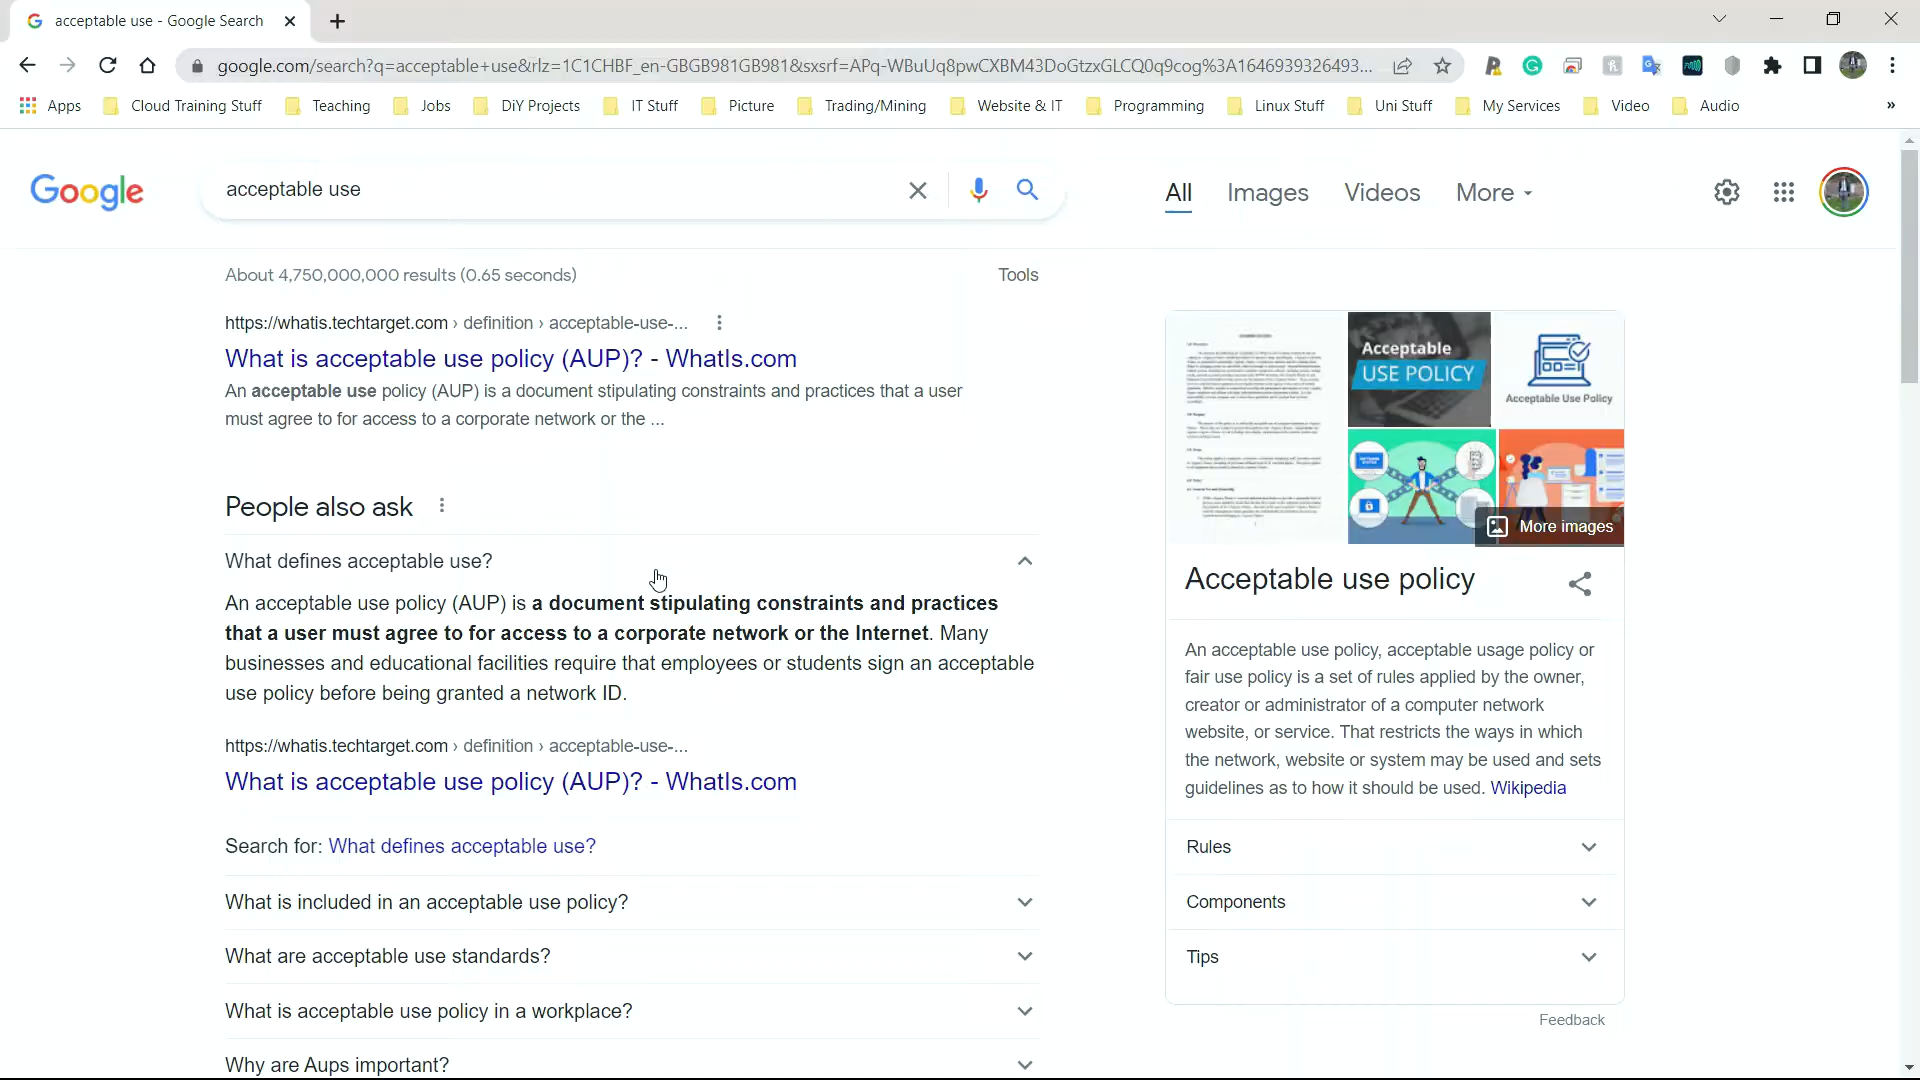 acceptable use - Google Search
google.com/search?q=acceptable+use&rlz=1C1CHBF_en-GBGB981GB981&sxsrf=APq-WBuUq8pwCXBM43DoGtzxGLCQ0q9cog%3A1646939326493...
Apps Cloud Training Stuff Teaching Jobs DiY Projects IT Stuff Picture Trading/Mining Website & IT Programming Linux Stuff Uni Stuff My Services Video Audio »
Google acceptable use All Images Videos More
About 4,750,000,000 results (0.65 seconds) Tools
https://whatis.techtarget.com › definition › acceptable-use-...
What is acceptable use policy (AUP)? - WhatIs.com
An acceptable use policy (AUP) is a document stipulating constraints and practices that a user
must agree to for access to a corporate network or the ...
People also ask
What defines acceptable use?
An acceptable use policy (AUP) is a document stipulating constraints and practices
that a user must agree to for access to a corporate network or the Internet. Many
businesses and educational facilities require that employees or students sign an acceptable
use policy before being granted a network ID.
https://whatis.techtarget.com › definition › acceptable-use-...
What is acceptable use policy (AUP)? - WhatIs.com
Search for: What defines acceptable use?
What is included in an acceptable use policy?
What are acceptable use standards?
What is acceptable use policy in a workplace?
Why are Aups important?
Acceptable
USE POLICY
Acceptable Use Policy
More images
Acceptable use policy
An acceptable use policy, acceptable usage policy or
fair use policy is a set of rules applied by the owner,
creator or administrator of a computer network
website, or service. That restricts the ways in which
the network, website or system may be used and sets
guidelines as to how it should be used. Wikipedia
Rules
Components
Tips
Feedback